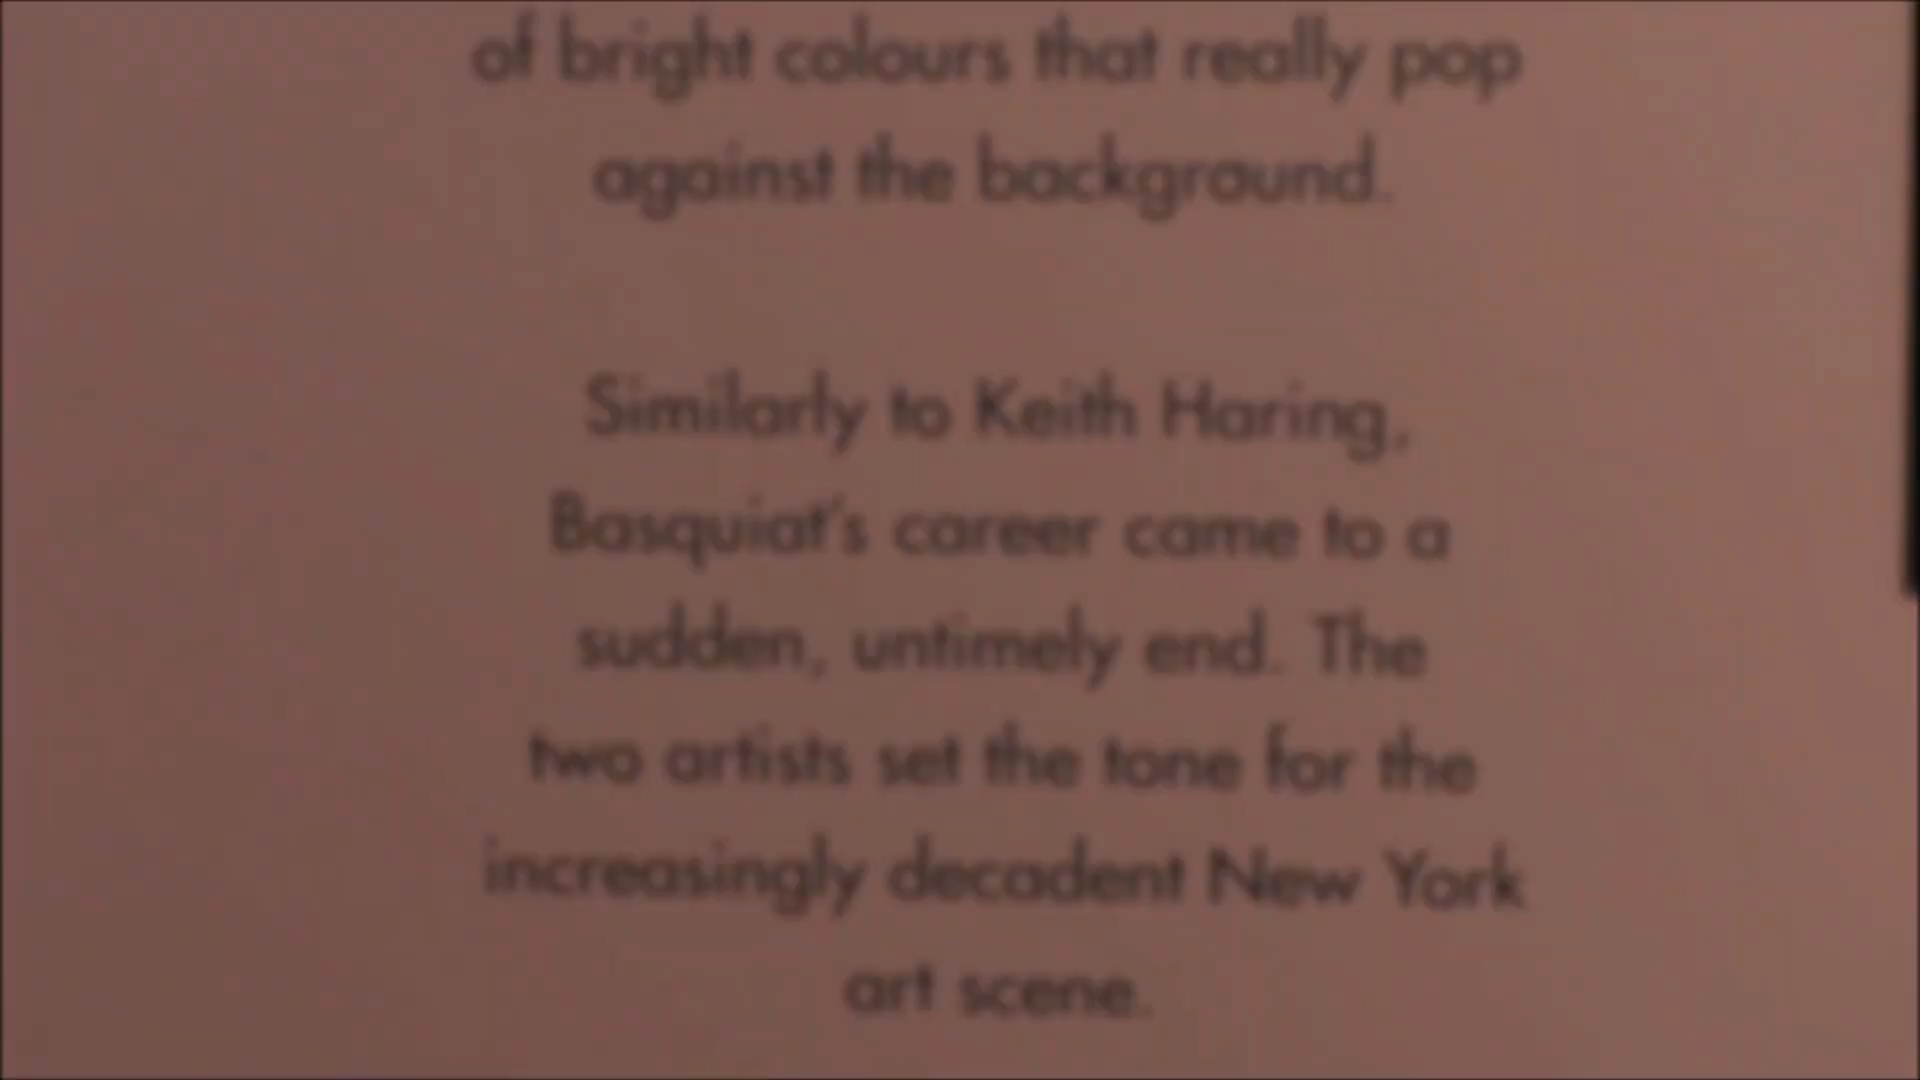 of bright colours that really pop
against the background.
Similarly to Keith Haring,
Basquiat's career came to a
sudden, untimely end. The
two artists set the tone for the
increasingly decadent New York
art scene.